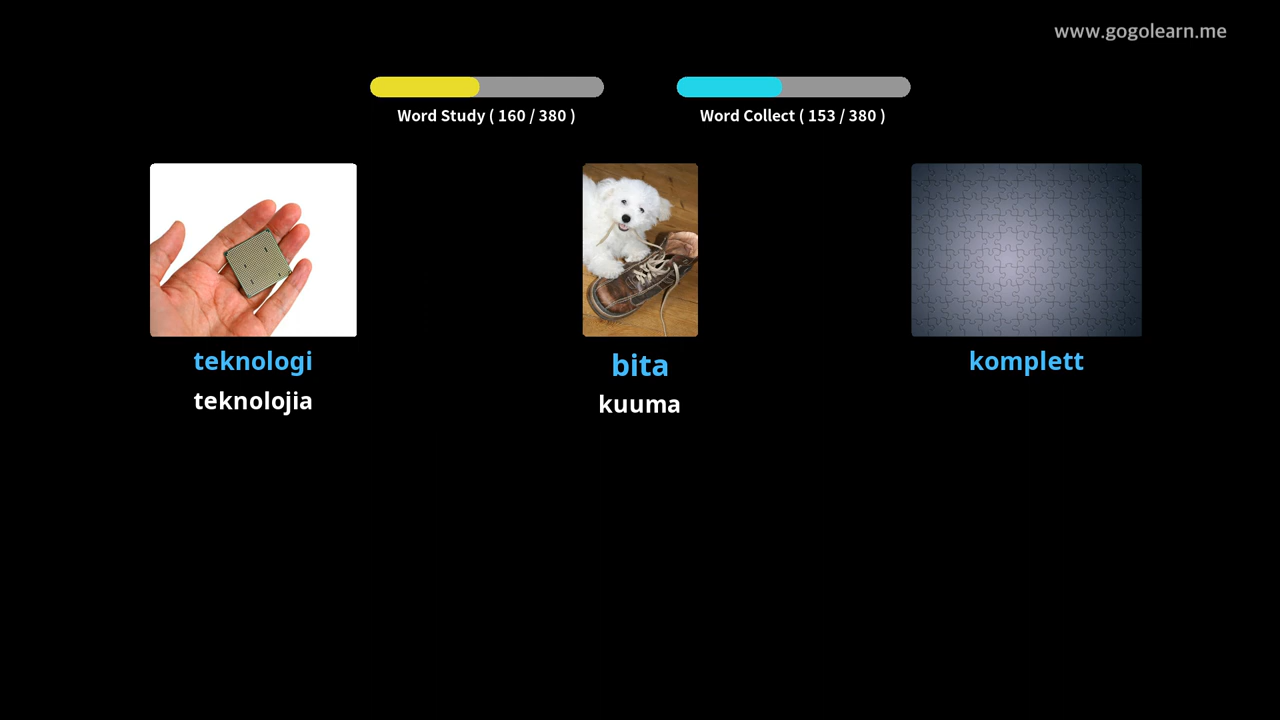 www.gogolearn.me
Word Study ( 160 / 380 )
Word Collect ( 153 / 380 )
teknologi
teknolojia
bita
kuuma
komplett